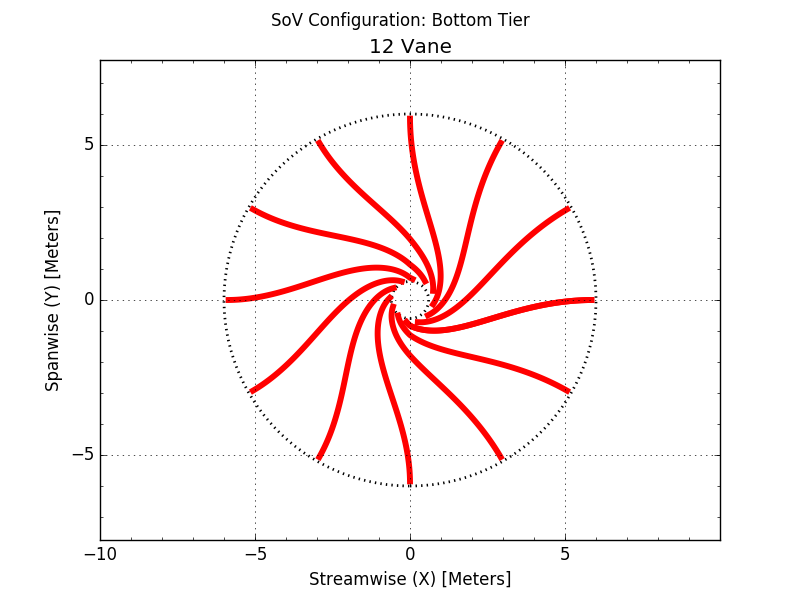 SoV Configuration: Bottom Tier
12 Vane
5
0
−5
−10
−5
0
5
Spanwise (Y) [Meters]
Streamwise (X) [Meters]